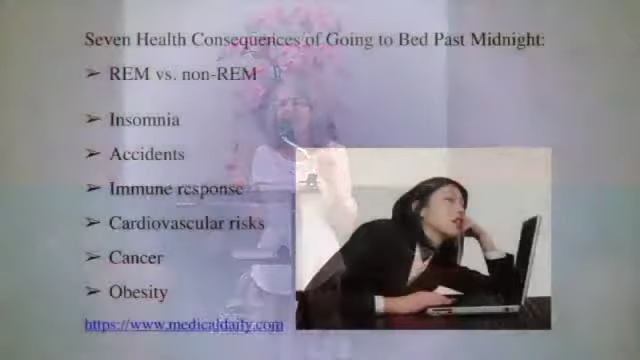 Seven Health Consequences of Going to Bed Past Midnight:
➢ REM vs. non-REM
➢ Insomnia
➢ Accidents
➢ Immune response
➢ Cardiovascular risks
➢ Cancer
➢ Obesity
https://www.medicaldaily.com